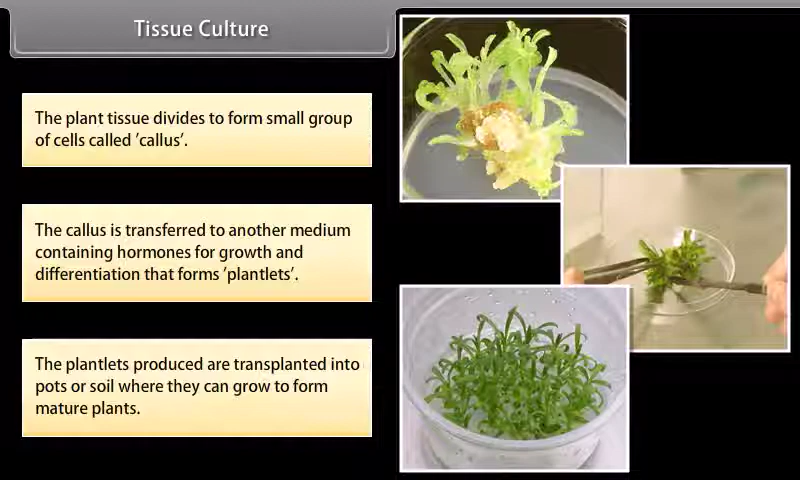 Tissue Culture
The plant tissue divides to form small group
of cells called 'callus'.
The callus is transferred to another medium
containing hormones for growth and
differentiation that forms 'plantlets'.
The plantlets produced are transplanted into
pots or soil where they can grow to form
mature plants.